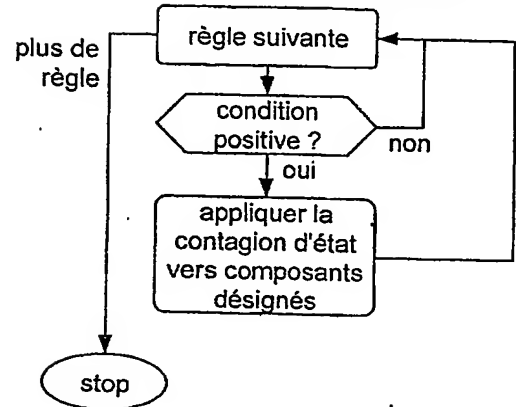 règle suivante
plus de
règle
condition
positive ?
non
oui
appliquer la
contagion d'état
vers composants
désignés
stop